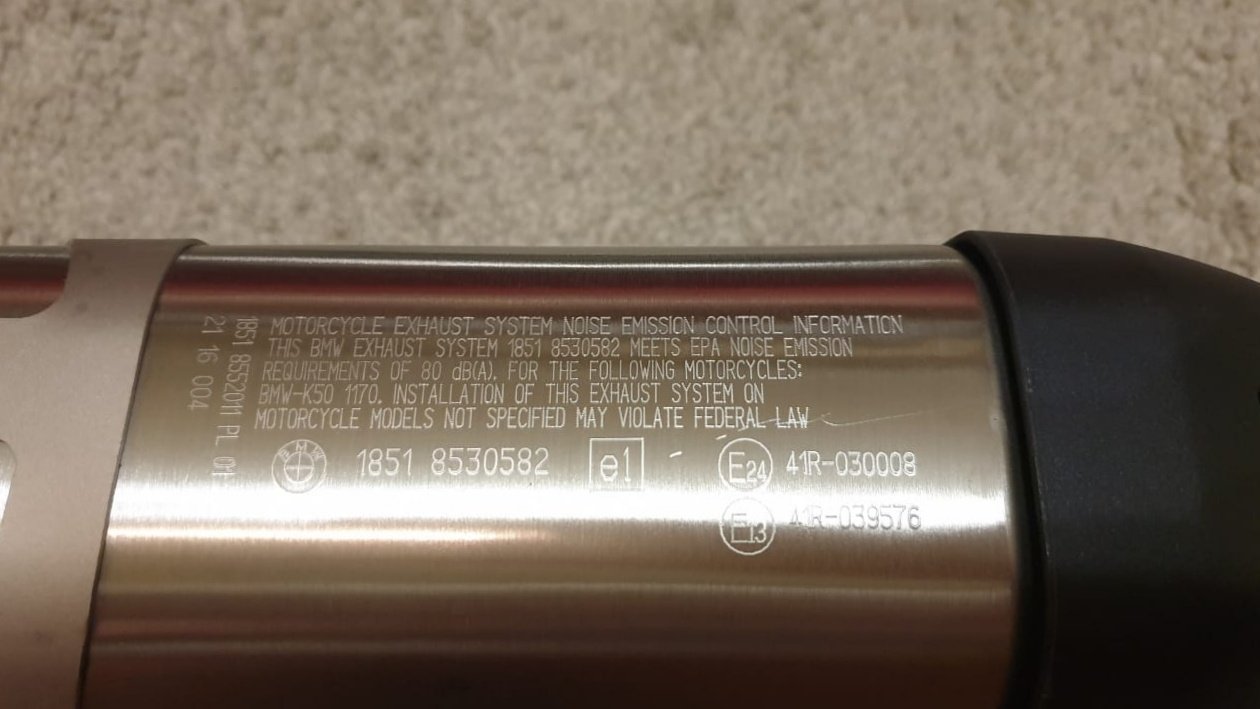 MOTORCYCLE EXHAUST SYSTEM NOISE EMISSION CONTROL INFORMATION
THIS BMW EXHAUST SYSTEM 1851 8530582 MEETS EPA NOISE EMISSION
REQUIREMENTS OF 80 dB(A). FOR THE FOLLOWING MOTORCYCLES:
BMW-K50 1170. INSTALLATION OF THIS EXHAUST SYSTEM ON
MOTORCYCLE MODELS NOT SPECIFIED MAY VIOLATE FEDERAL LAW
BMW 1851 8530582 e1 E24 41R-030008
E13 41R-039576
1851 8552011 PL CH
21 16 004